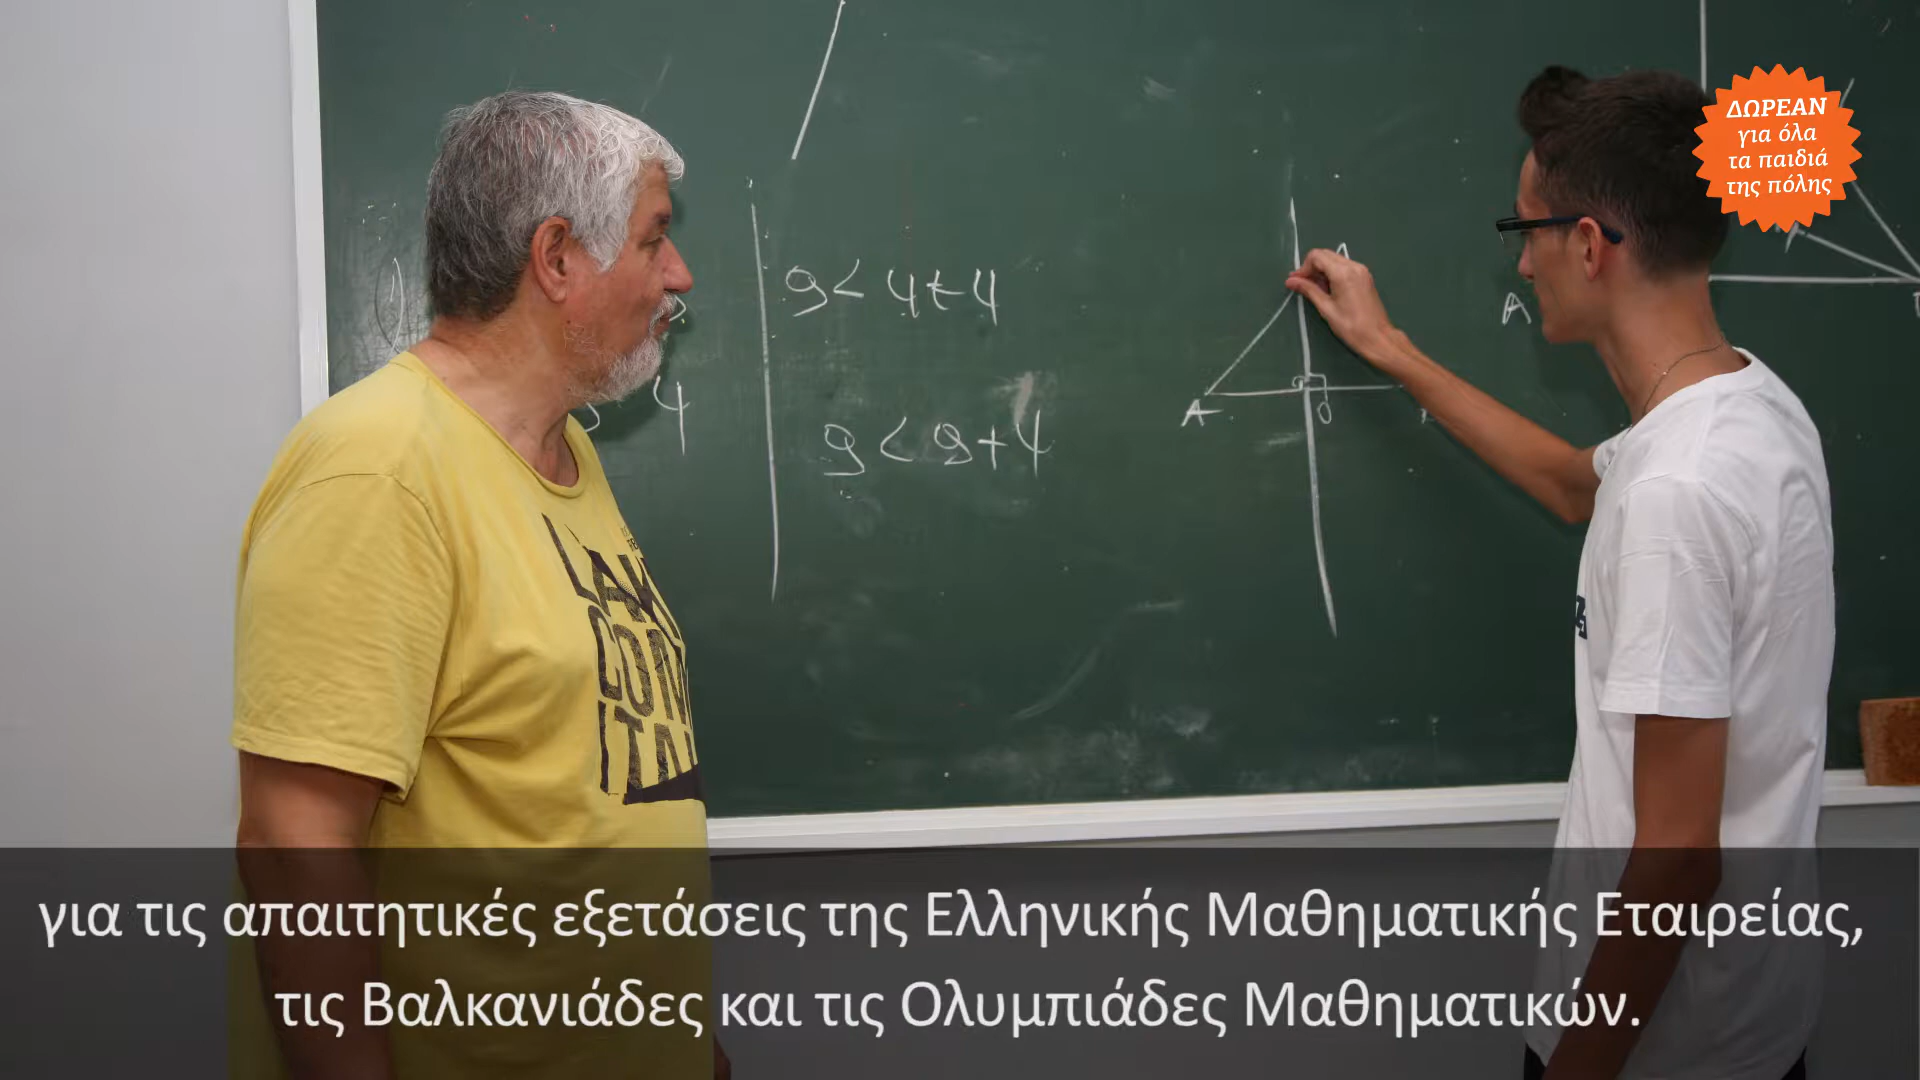 ΔΩΡΕΑΝ
για όλα
τα παιδιά
της πόλης
9 < 4 + 4
9 < 9 + 4
4
A
O
A
για τις απαιτητικές εξετάσεις της Ελληνικής Μαθηματικής Εταιρείας,
τις Βαλκανιάδες και τις Ολυμπιάδες Μαθηματικών.